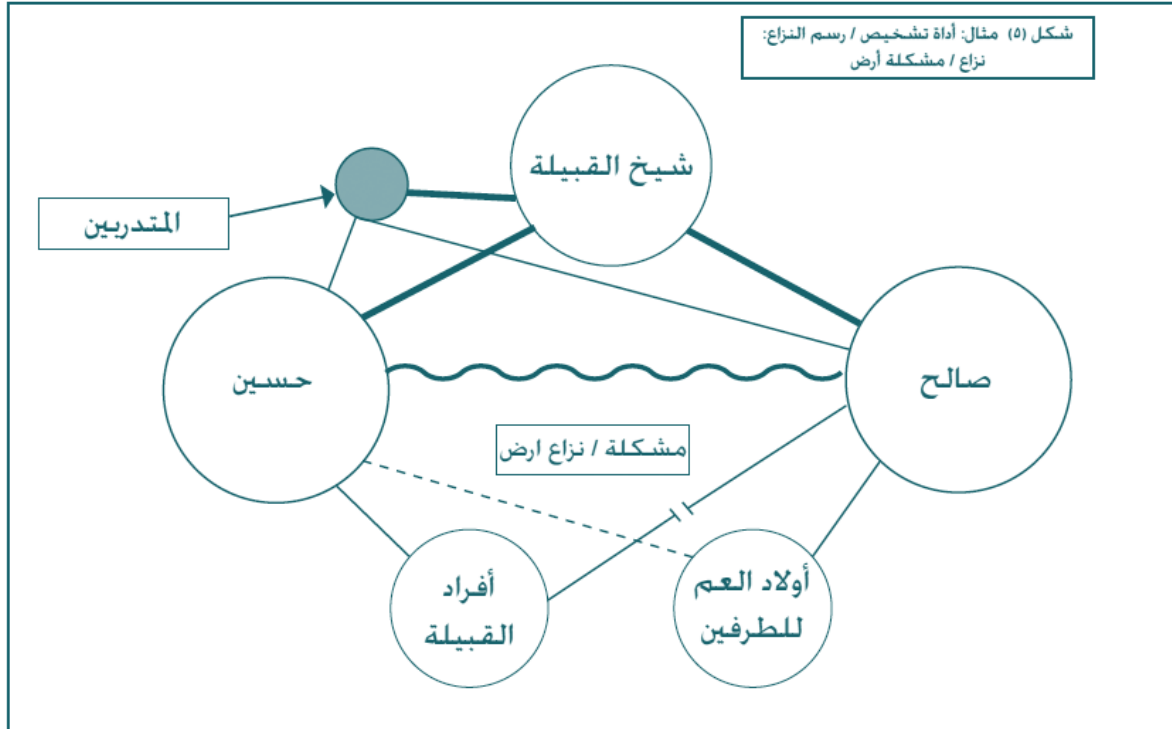 شكل (٥) مثال: أداة تشخيص / رسم النزاع:
نزاع / مشكلة أرض
شيخ القبيلة
المتدربين
حسين
صالح
مشكلة / نزاع ارض
أفراد
القبيلة
أولاد العم
للطرفين